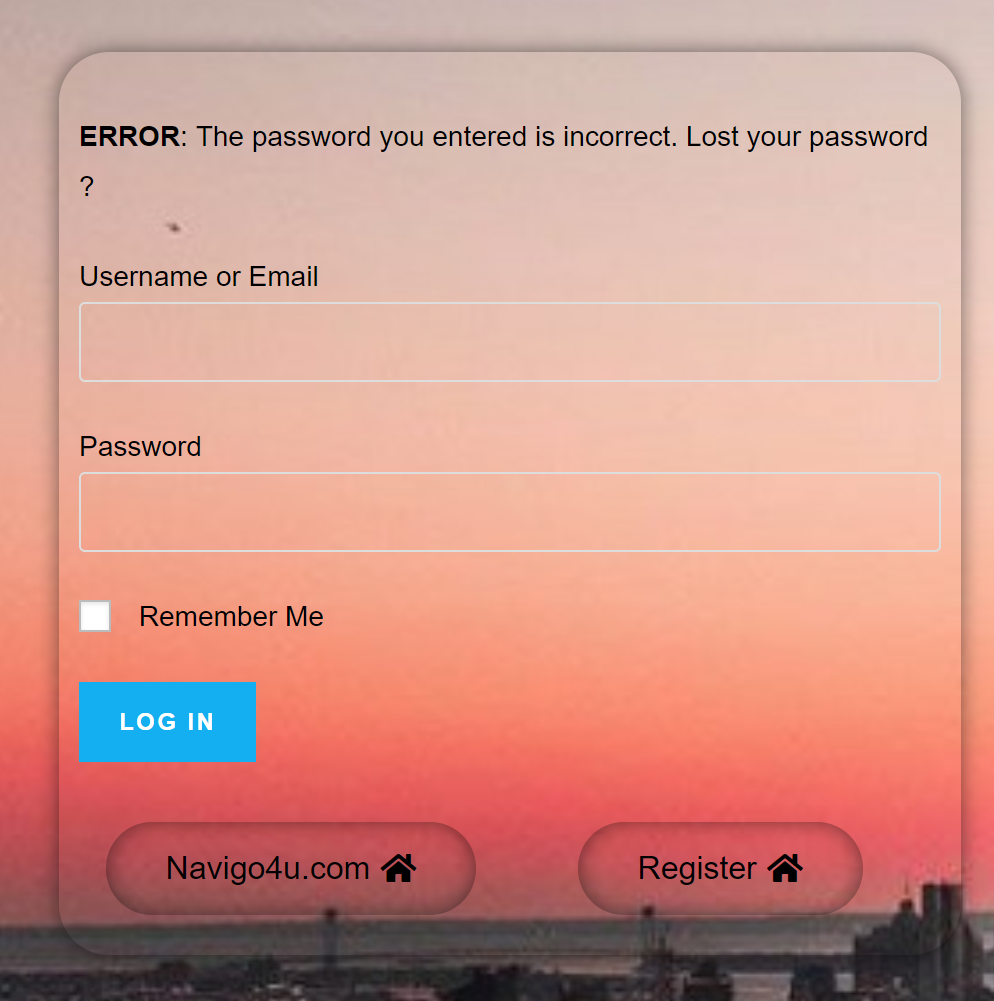 ERROR: The password you entered is incorrect. Lost your password
?
Username or Email
Password
Remember Me
LOG IN
Navigo4u.com
Register